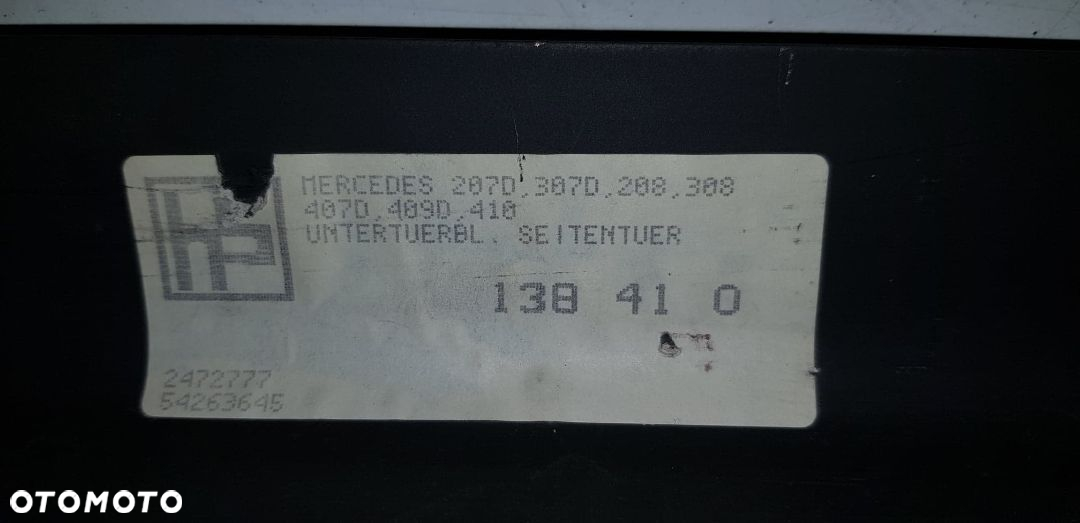 MERCEDES 207D,307D,208,308
407D,409D,410
UNTERTUERBL. SEITENTUER
138 41 0
2472777
54263645
OTOMOTO